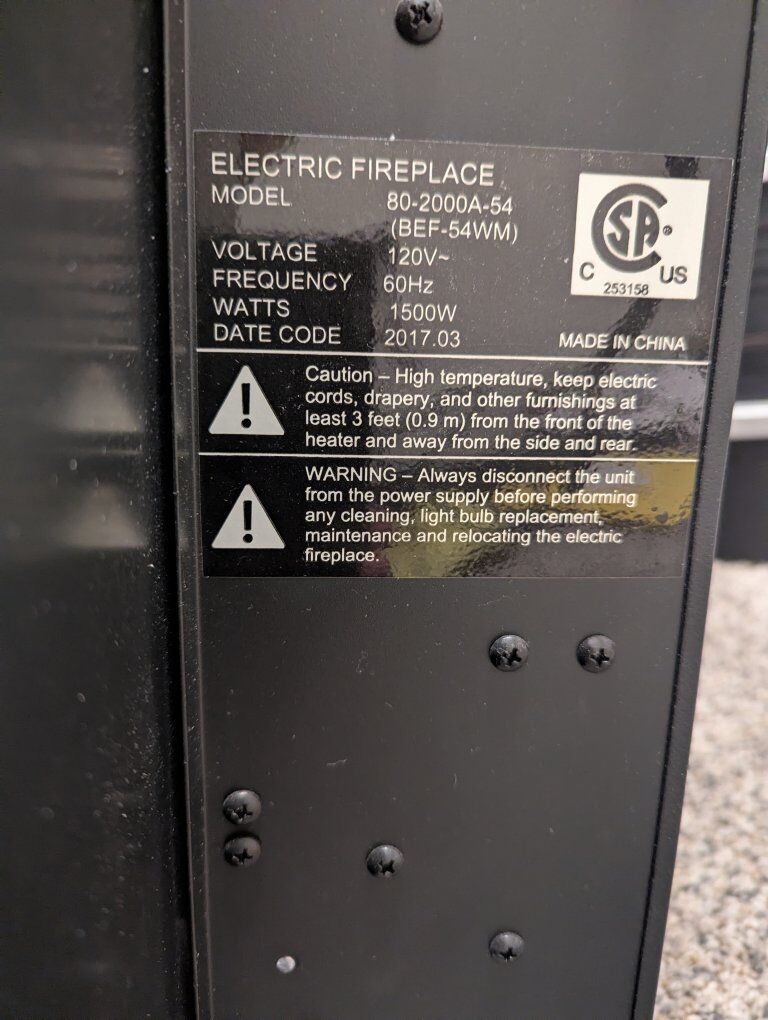 ELECTRIC FIREPLACE
MODEL 80-2000A-54
(BEF-54WM)
VOLTAGE 120V~
FREQUENCY 60Hz
WATTS 1500W
DATE CODE 2017.03
SA ®
C US
253158
MADE IN CHINA
Caution – High temperature, keep electric
cords, drapery, and other furnishings at
least 3 feet (0.9 m) from the front of the
heater and away from the side and rear.
WARNING – Always disconnect the unit
from the power supply before performing
any cleaning, light bulb replacement,
maintenance and relocating the electric
fireplace.